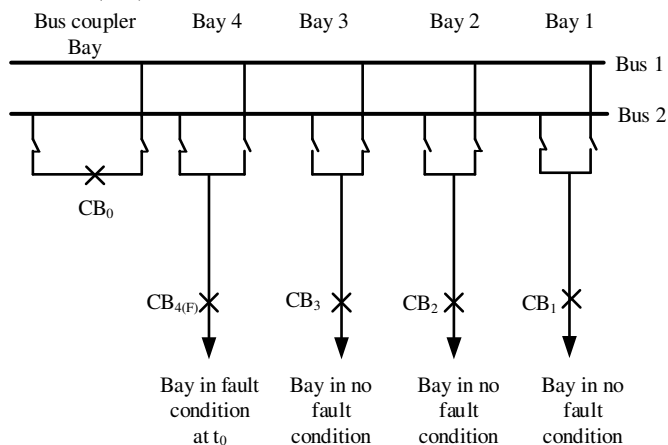 Bus coupler Bay 4 Bay 3 Bay 2 Bay 1
Bay
Bus 1
Bus 2
CB0
CB4(F) CB3 CB2 CB1
Bay in fault Bay in no Bay in no Bay in no
condition fault fault fault
at t0 condition condition condition